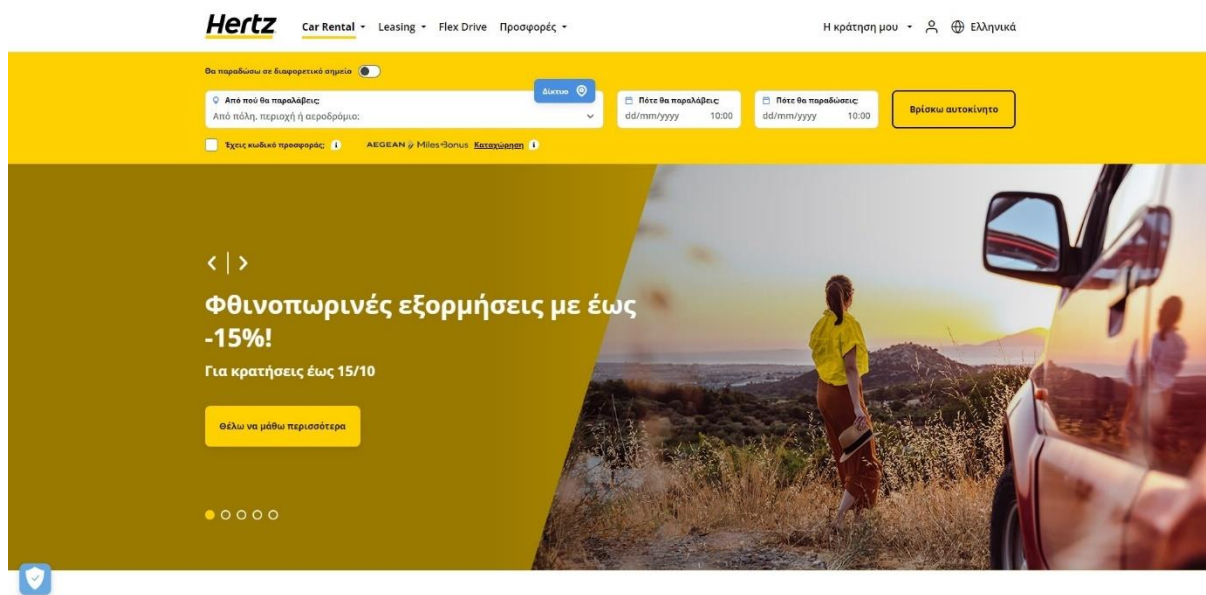 Hertz
Car Rental
Leasing
Flex Drive
Προσφορές
Η κράτηση μου
Ελληνικά
Θα παραδώσω σε διαφορετικό σημείο
Δίκτυο
Από πού θα παραλάβεις;
Από πόλη, περιοχή ή αεροδρόμιο;
Πότε θα παραλάβεις;
dd/mm/yyyy 10:00
Πότε θα παραδώσεις;
dd/mm/yyyy 10:00
Βρίσκω αυτοκίνητο
Έχεις κωδικό προσφοράς; i
AEGEAN Miles+Bonus Καταχώρηση i
Φθινοπωρινές εξορμήσεις με έως
-15%!
Για κρατήσεις έως 15/10
Θέλω να μάθω περισσότερα